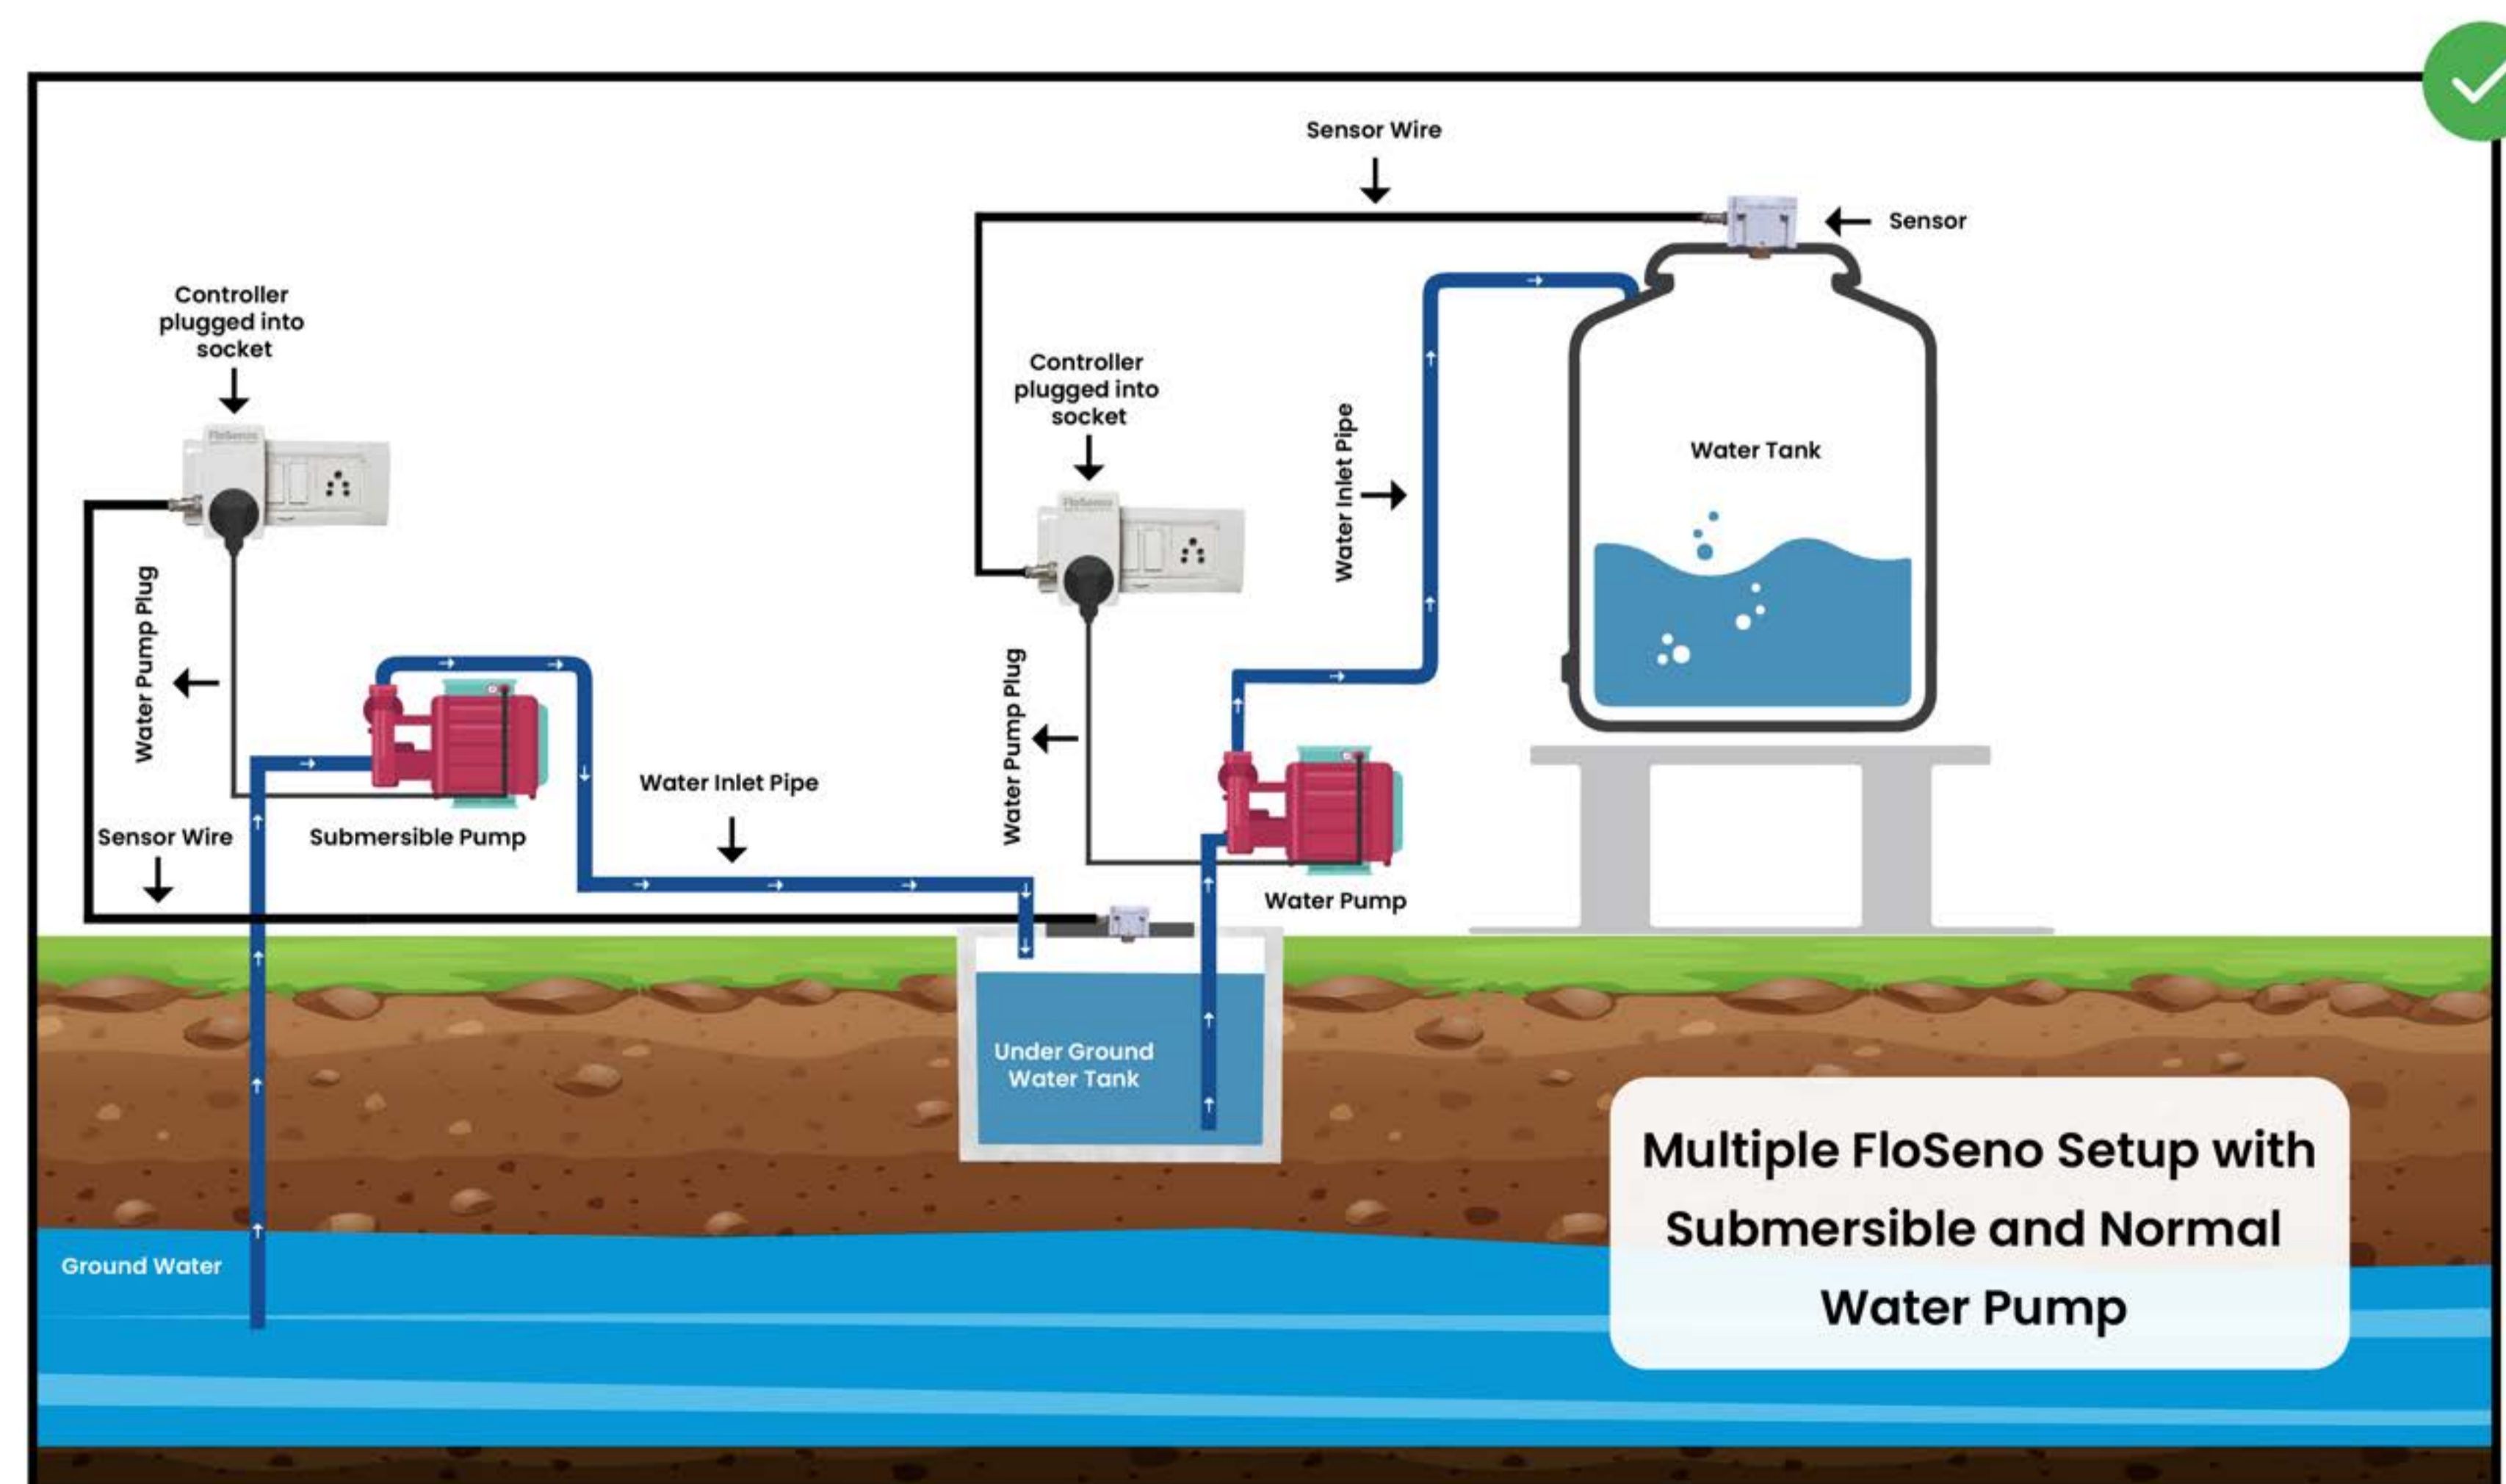 Sensor Wire
Sensor
Controller
plugged into
socket
FloSenso
Water Pump Plug
Sensor Wire
Submersible Pump
Water Inlet Pipe
Controller
plugged into
socket
FloSenso
Water Pump Plug
Water Inlet Pipe
Water Tank
Water Pump
Under Ground
Water Tank
Ground Water
Multiple FloSeno Setup with
Submersible and Normal
Water Pump